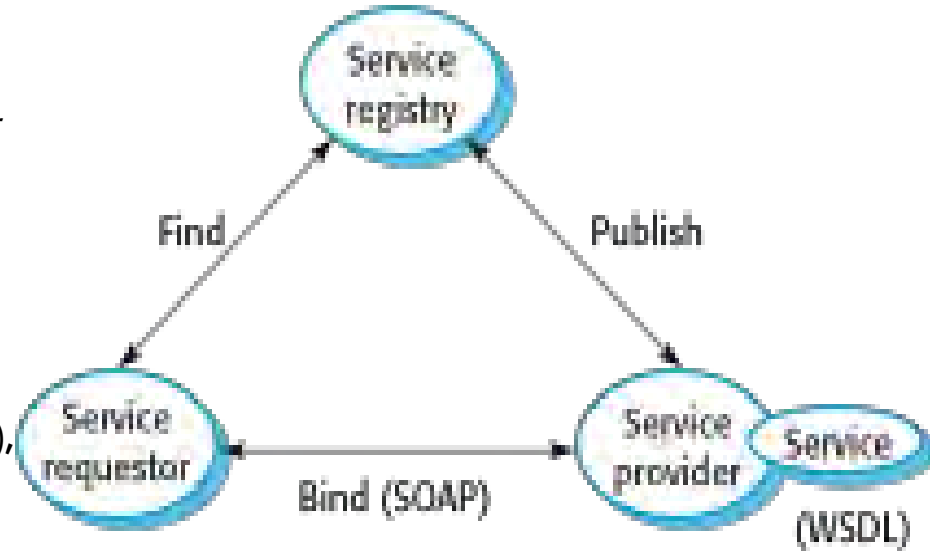 Service
registry
Find
Publish
Service
requestor
Bind (SOAP)
Service
provider
Service
(WSDL)
),